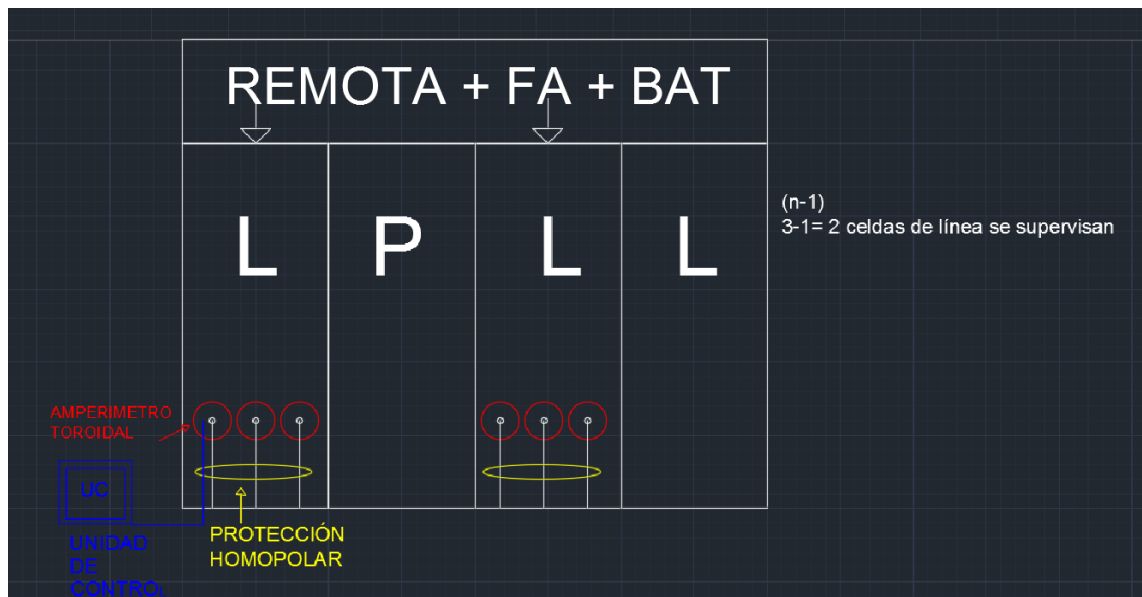 REMOTA + FA + BAT
L P L L
(n-1)
3-1= 2 celdas de línea se supervisan
AMPERIMETRO
TOROIDAL
UC
UNIDAD
DE
CONTROL
PROTECCIÓN
HOMOPOLAR